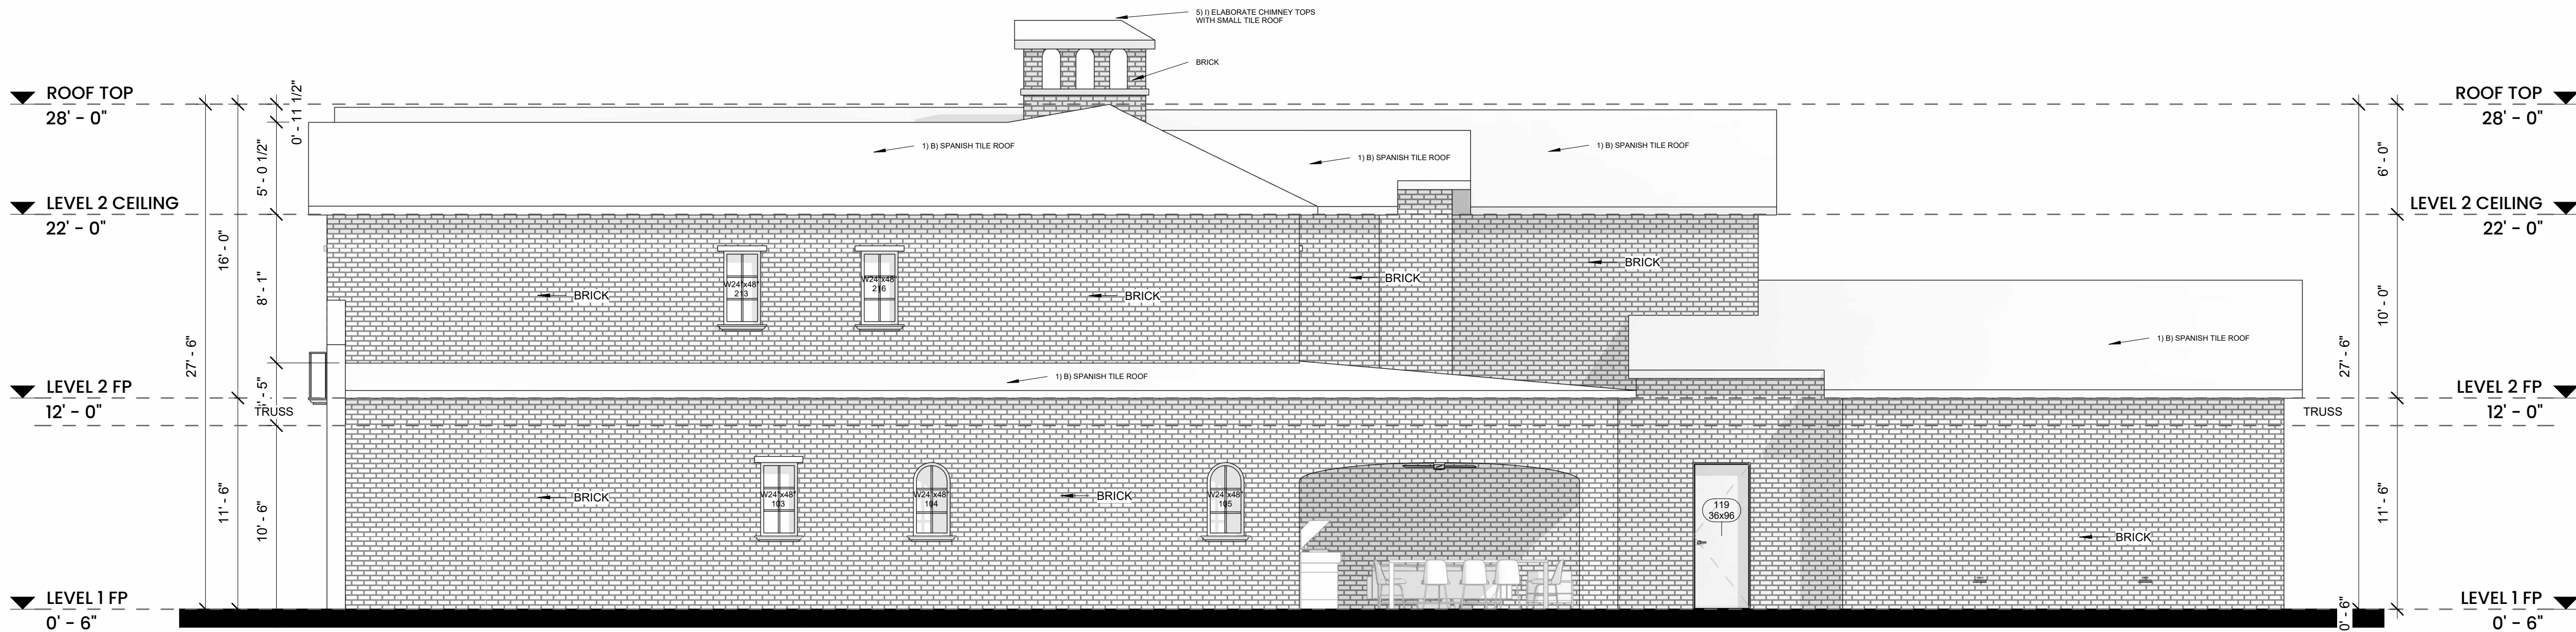 5) I) ELABORATE CHIMNEY TOPS
WITH SMALL TILE ROOF
BRICK
ROOF TOP
28' - 0"
0' - 11 1/2"
ROOF TOP
28' - 0"
1) B) SPANISH TILE ROOF
1) B) SPANISH TILE ROOF
1) B) SPANISH TILE ROOF
5' - 0 1/2"
6' - 0"
LEVEL 2 CEILING
22' - 0"
LEVEL 2 CEILING
22' - 0"
16' - 0"
8' - 1"
10' - 0"
BRICK
W24"x48"
213
W24"x48"
216
BRICK
BRICK
BRICK
27' - 6"
27' - 6"
1) B) SPANISH TILE ROOF
1) B) SPANISH TILE ROOF
LEVEL 2 FP
12' - 0"
' - 5"
TRUSS
LEVEL 2 FP
12' - 0"
TRUSS
11' - 6"
10' - 6"
11' - 6"
BRICK
W24"x48"
103
W24"x48"
104
BRICK
W24"x48"
105
119
36x96
BRICK
LEVEL 1 FP
0' - 6"
0' - 6"
LEVEL 1 FP
0' - 6"